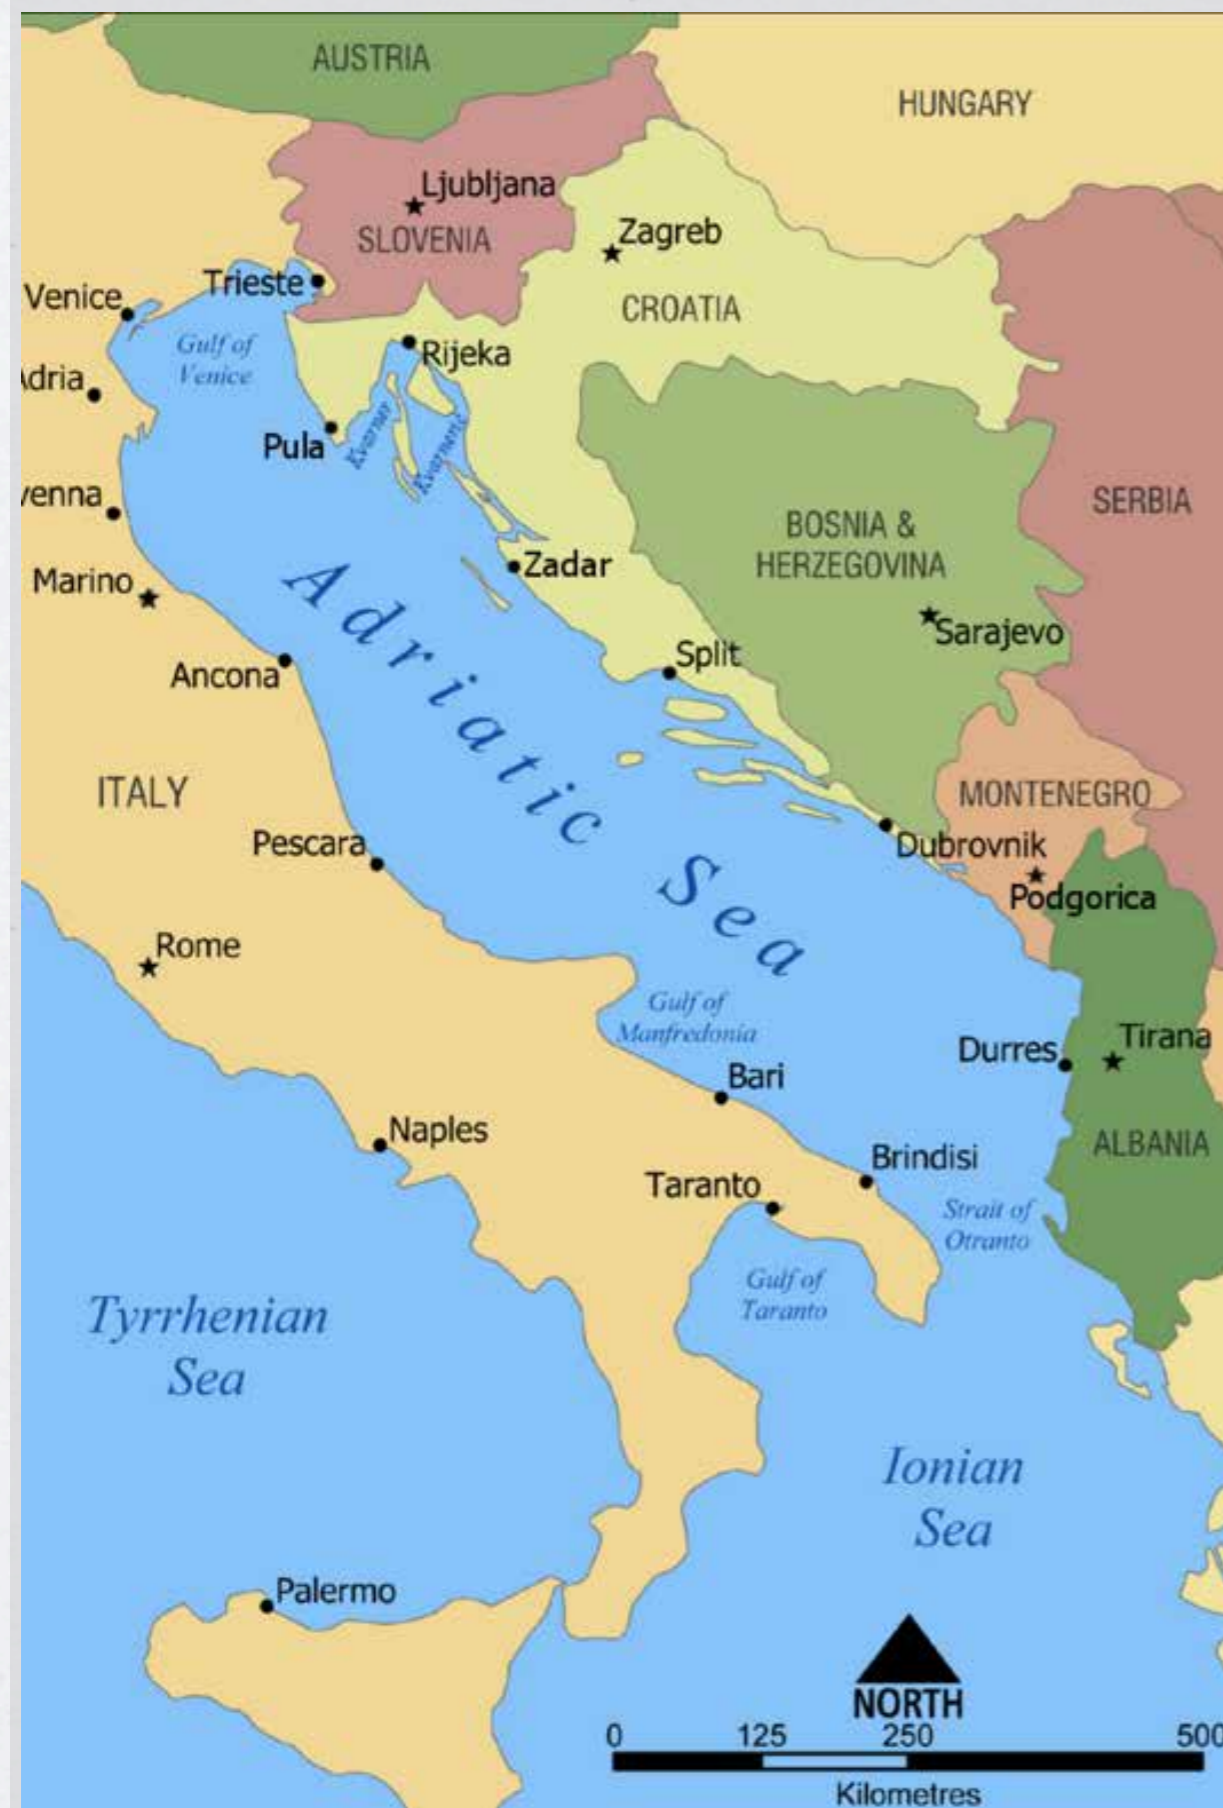 AUSTRIA
HUNGARY
Ljubljana
SLOVENIA
Zagreb
CROATIA
Trieste
Venice
Gulf of
Venice
Rijeka
dria
Pula
Kvarner
Kvarneric
venna
SERBIA
BOSNIA &
HERZEGOVINA
Zadar
Marino
Sarajevo
Split
Ancona
Adriatic Sea
ITALY
MONTENEGRO
Pescara
Dubrovnik
Podgorica
Rome
Gulf of
Manfredonia
Durres
Tirana
Bari
Naples
ALBANIA
Brindisi
Taranto
Strait of
Otranto
Gulf of
Taranto
Tyrrhenian
Sea
Ionian
Sea
Palermo
NORTH
0 125 250 500
Kilometres